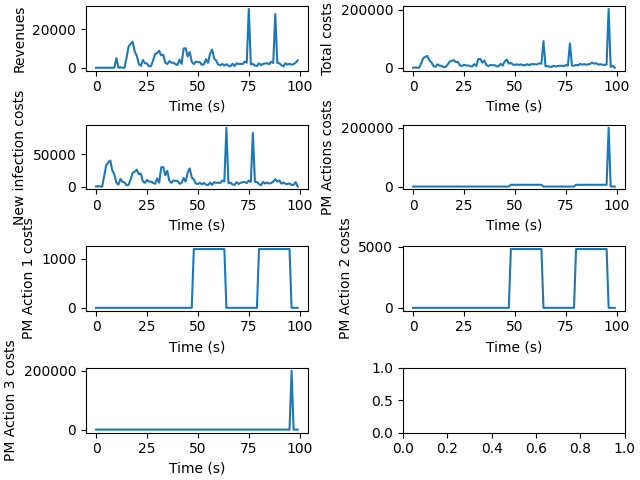 Revenues
20000
0
0 25 50 75 100
Time (s)
Total costs
200000
0
0 25 50 75 100
Time (s)
New infection costs
50000
0
0 25 50 75 100
Time (s)
PM Actions costs
200000
0
0 25 50 75 100
Time (s)
PM Action 1 costs
1000
0
0 25 50 75 100
Time (s)
PM Action 2 costs
5000
0
0 25 50 75 100
Time (s)
PM Action 3 costs
200000
0
0 25 50 75 100
Time (s)
1.0
0.5
0.0
0.0 0.2 0.4 0.6 0.8 1.0